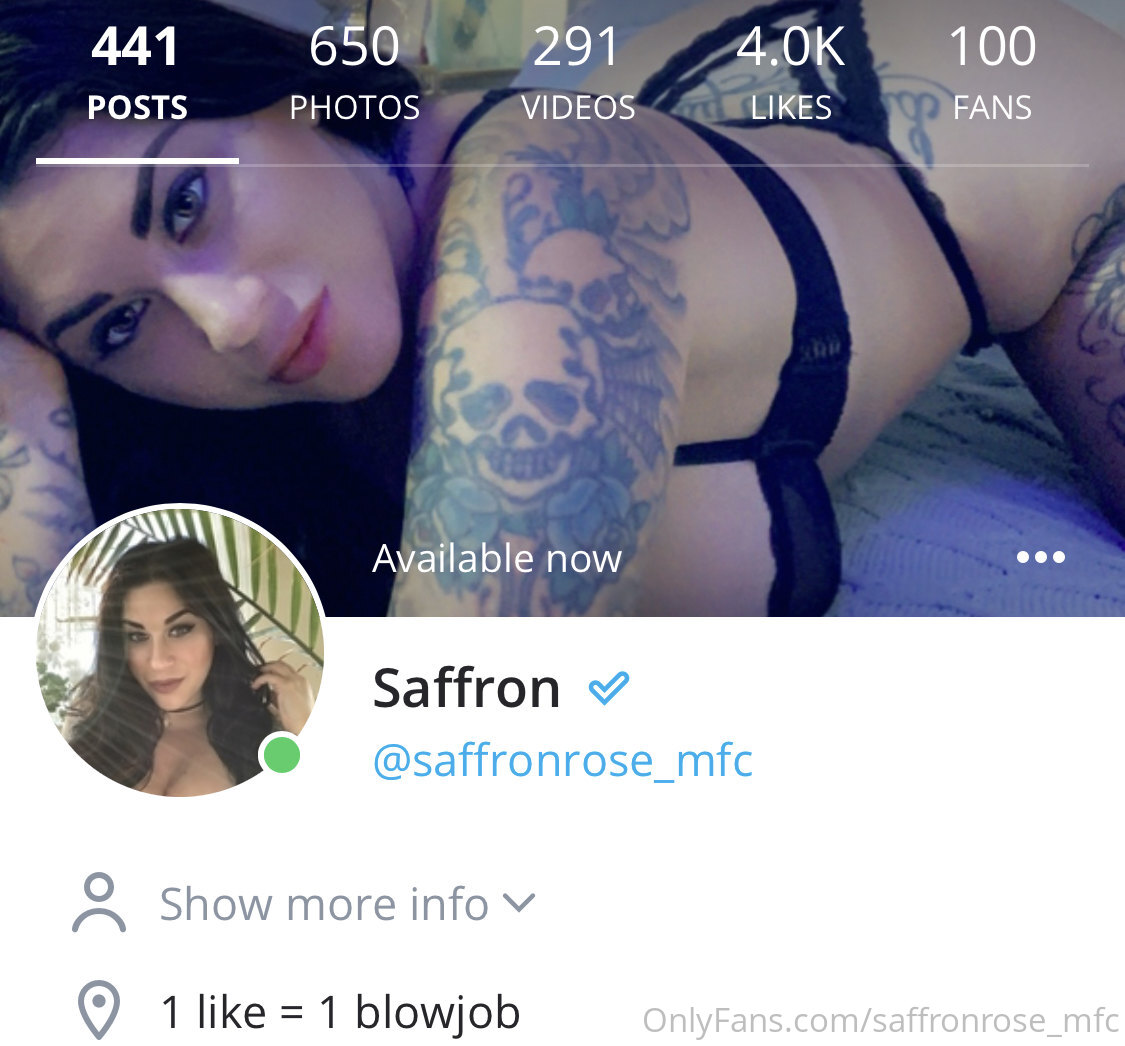 441 650 291 4.0K 100
POSTS PHOTOS VIDEOS LIKES FANS
Available now
Saffron
@saffronrose_mfc
Show more info
1 like = 1 blowjob
OnlyFans.com/saffronrose_mfc